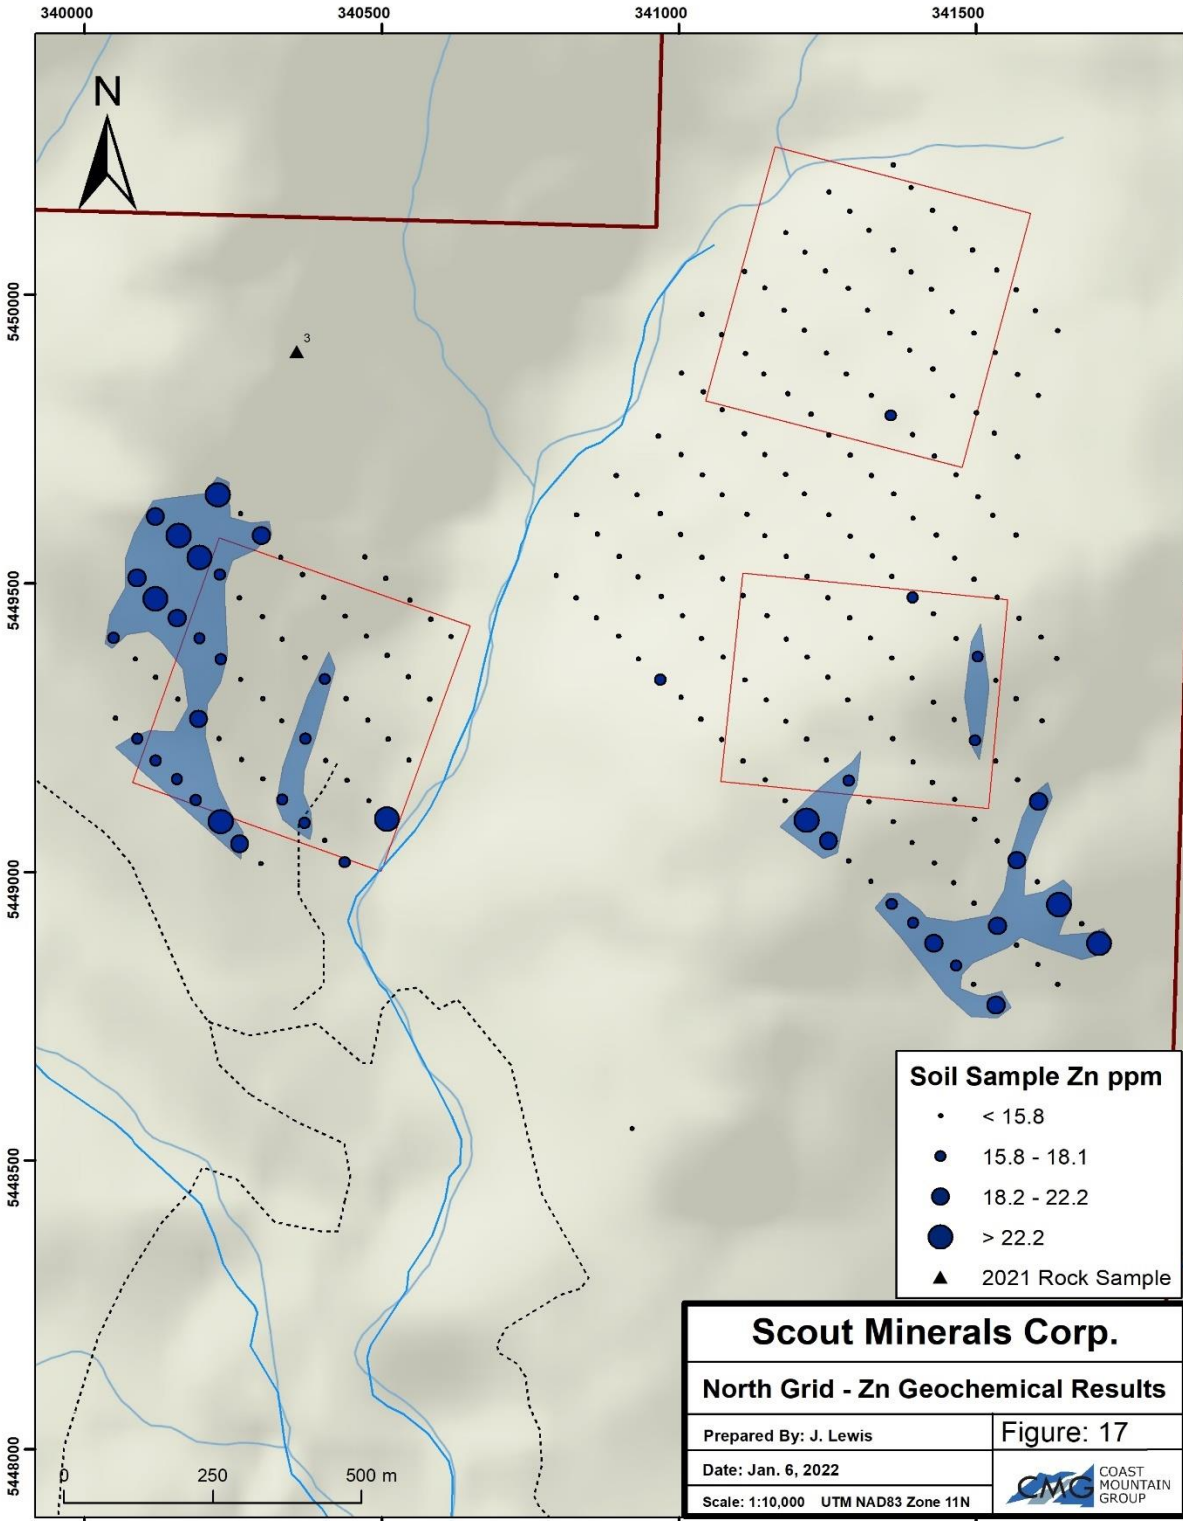 340000 340500 341000 341500
N
5450000
3
5449500
5449000
5448500
5448000
Soil Sample Zn ppm
< 15.8
15.8 - 18.1
18.2 - 22.2
> 22.2
2021 Rock Sample
0 250 500 m
Scout Minerals Corp.
North Grid - Zn Geochemical Results
Prepared By: J. Lewis
Figure: 17
Date: Jan. 6, 2022
Scale: 1:10,000 UTM NAD83 Zone 11N
CMG
COAST
MOUNTAIN
GROUP